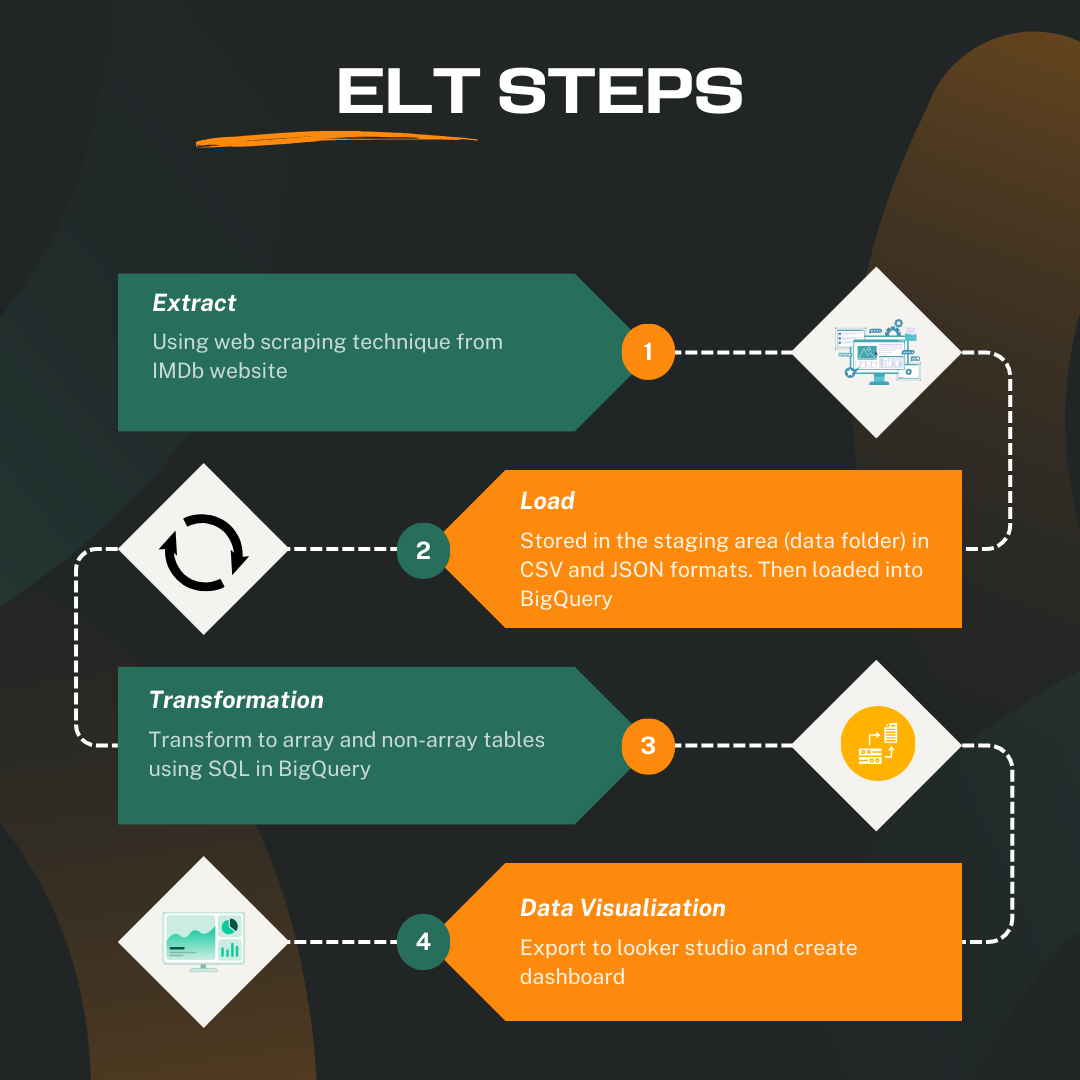 ELT STEPS
Extract
Using web scraping technique from
IMDb website
1
2
Load
Stored in the staging area (data folder) in
CSV and JSON formats. Then loaded into
BigQuery
Transformation
Transform to array and non-array tables
using SQL in BigQuery
3
4
Data Visualization
Export to looker studio and create
dashboard